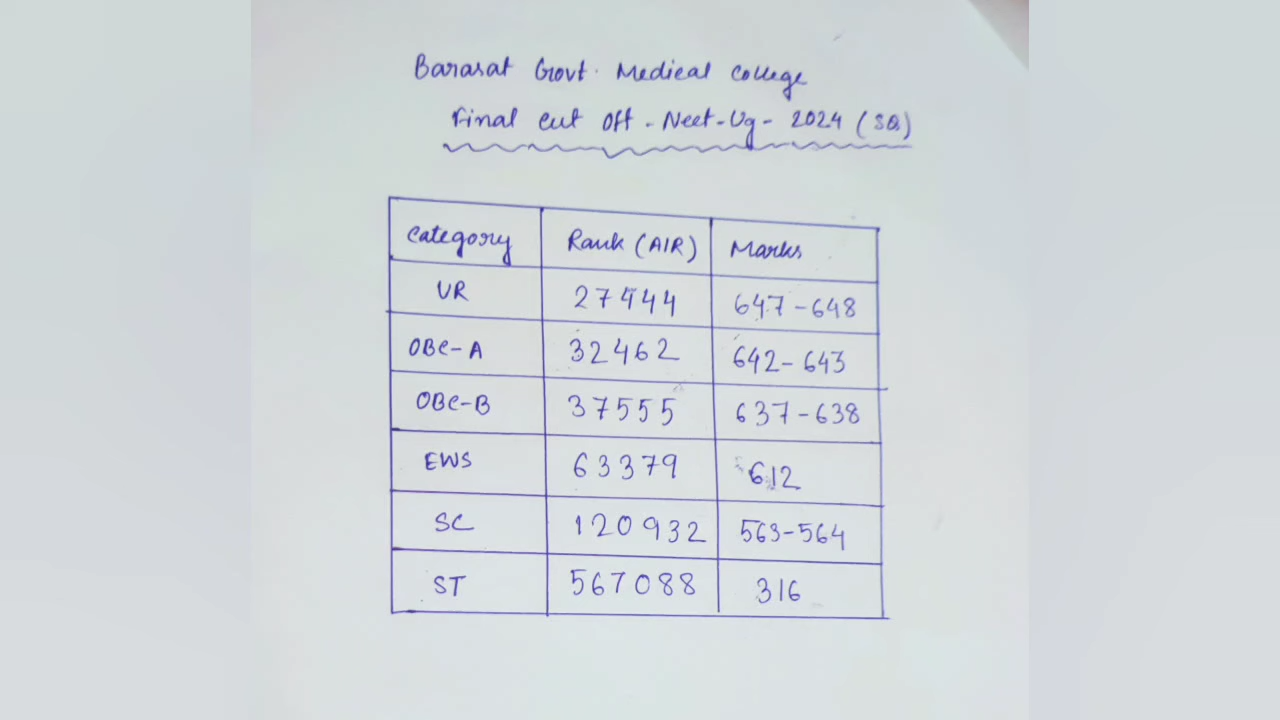 Barasat Govt. Medical College
Final Cut Off - Neet-Ug - 2024 (SQ)
Category Rank (AIR) Marks
UR 27444 647-648
OBC-A 32462 642-643
OBC-B 37555 637-638
EWS 63379 612
SC 120932 563-564
ST 567088 316